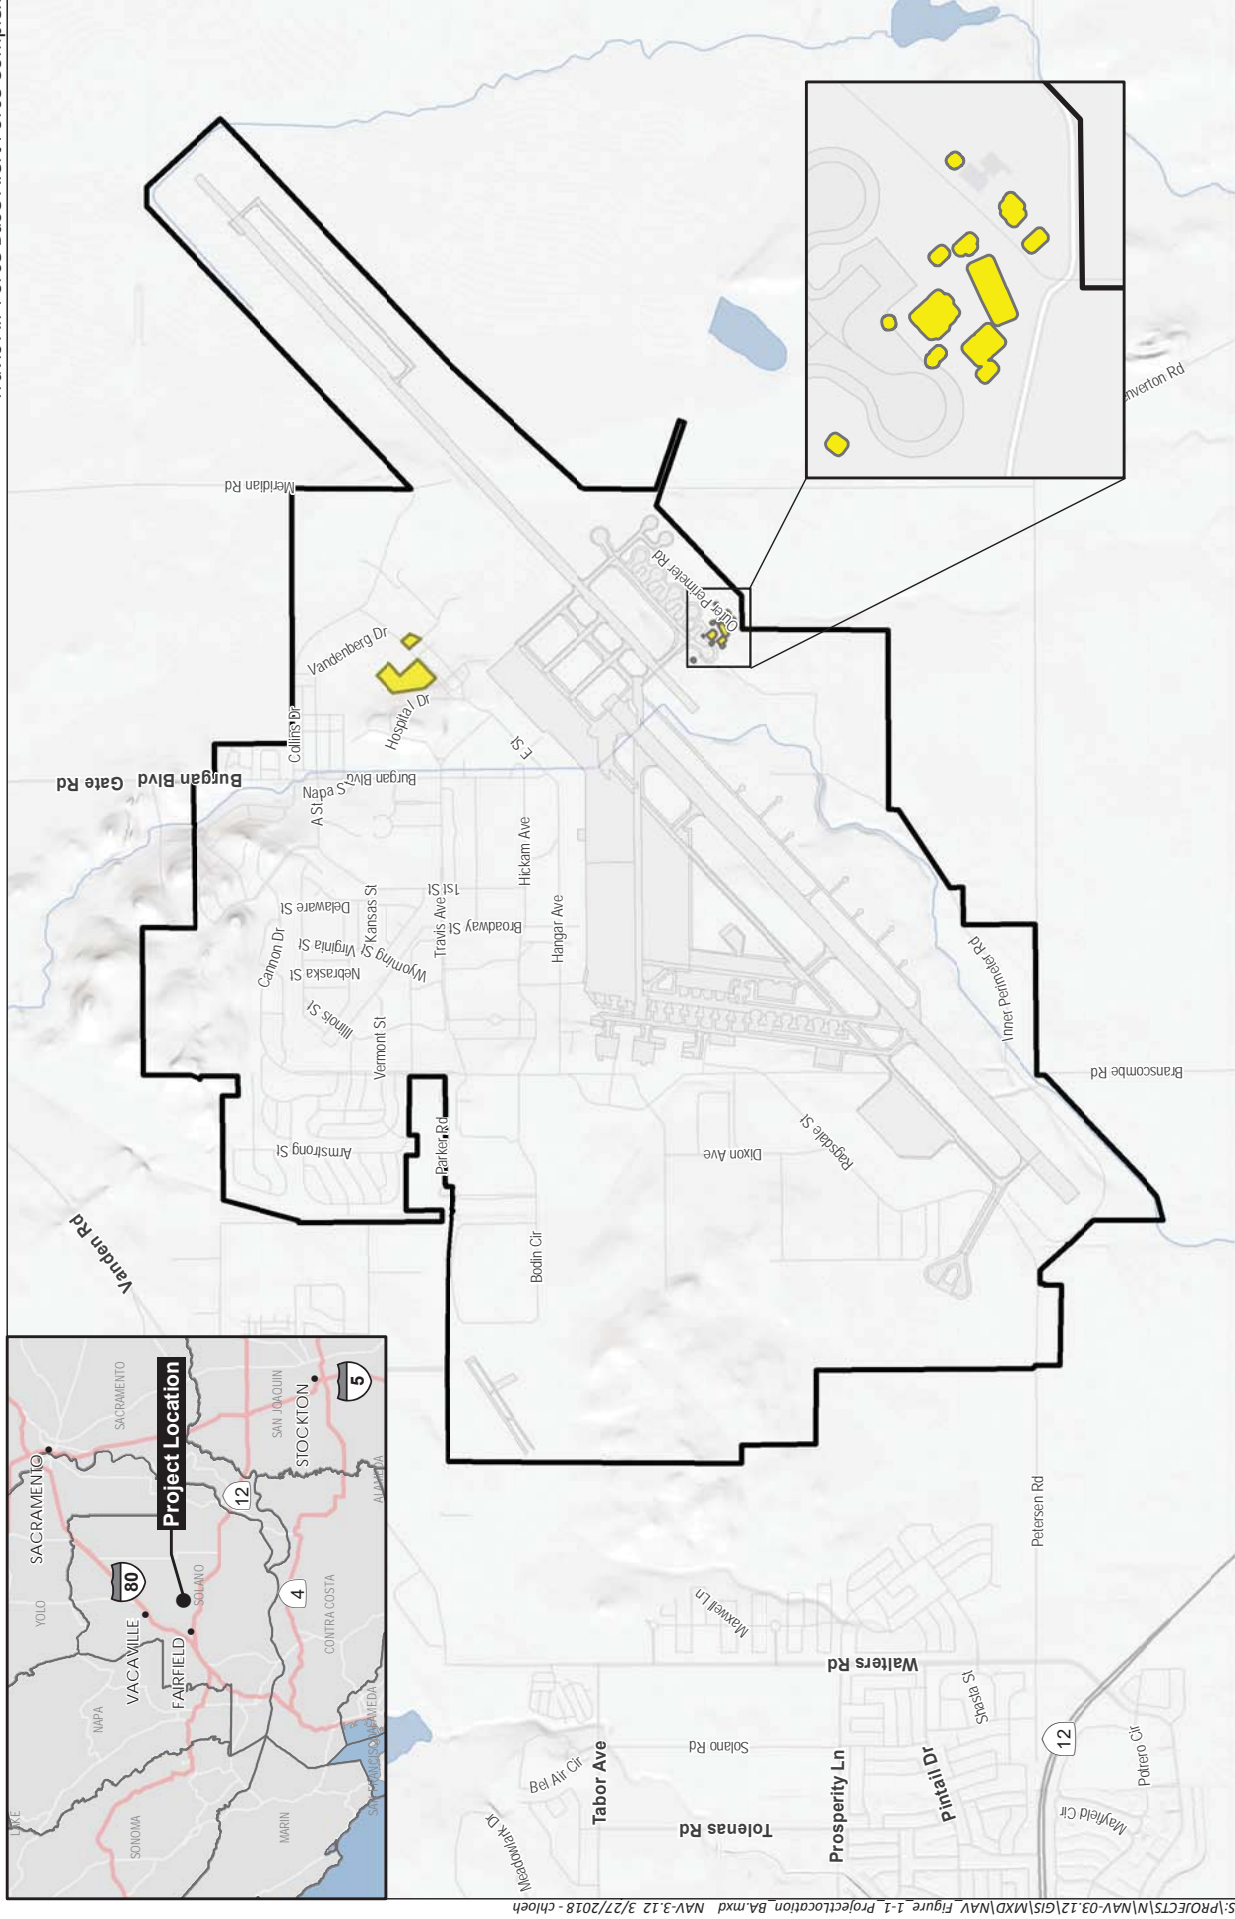 SACRAMENTO
SACRAMENTO
YOLO
80
VACAVILLE
Project Location
FAIRFIELD
SOLANO
12
SAN JOAQUIN
STOCKTON
5
4
CONTRA COSTA
NAPA
LAKE
SONOMA
MARIN
Vanden Rd
Gate Rd
Burgan Blvd
Meridian Rd
Collins Dr
Vandenberg Dr
Hospital Dr
Burgan Blvd
Napa St
A St
E St
Cannon Dr
Delaware St
Kansas St
Virginia St
Nebraska St
Wyoming St
Illinois St
Vermont St
Armstrong St
Travis Ave
1st St
Broadway St
Hickam Ave
Hangar Ave
Parker Rd
Bodin Cir
Dixon Ave
Ragsdale St
Outer Perimeter Rd
Inner Perimeter Rd
Branscombe Rd
Petersen Rd
Maxwell Ln
Walters Rd
Shasta St
Bel Air Cir
Tabor Ave
Solano Rd
Meadowlark Dr
Tolenas Rd
Prosperity Ln
Pintail Dr
12
Potrero Cir
Mayfield Cir
S:\PROJECTS\N\NAV-03.12\GIS\MXD\NAV_Figure_1-1_ProjectLocation_BA.mxd NAV-3.12 3/27/2018 - chloeh